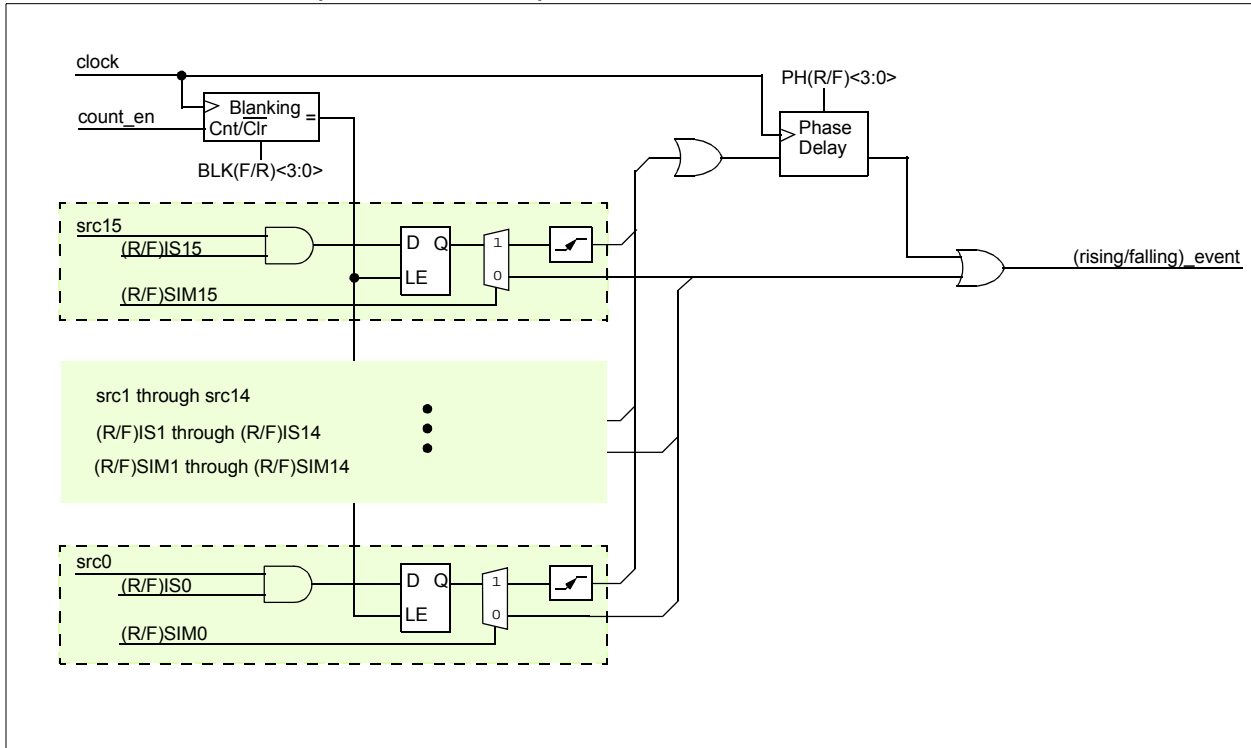 clock
PH(R/F)<3:0>
count_en
Blanking
=
Cnt/Clr
Phase
Delay
BLK(F/R)<3:0>
src15
(R/F)IS15
D Q
1
LE
0
(R/F)SIM15
(rising/falling)_event
src1 through src14
(R/F)IS1 through (R/F)IS14
(R/F)SIM1 through (R/F)SIM14
src0
(R/F)IS0
D Q
1
LE
0
(R/F)SIM0